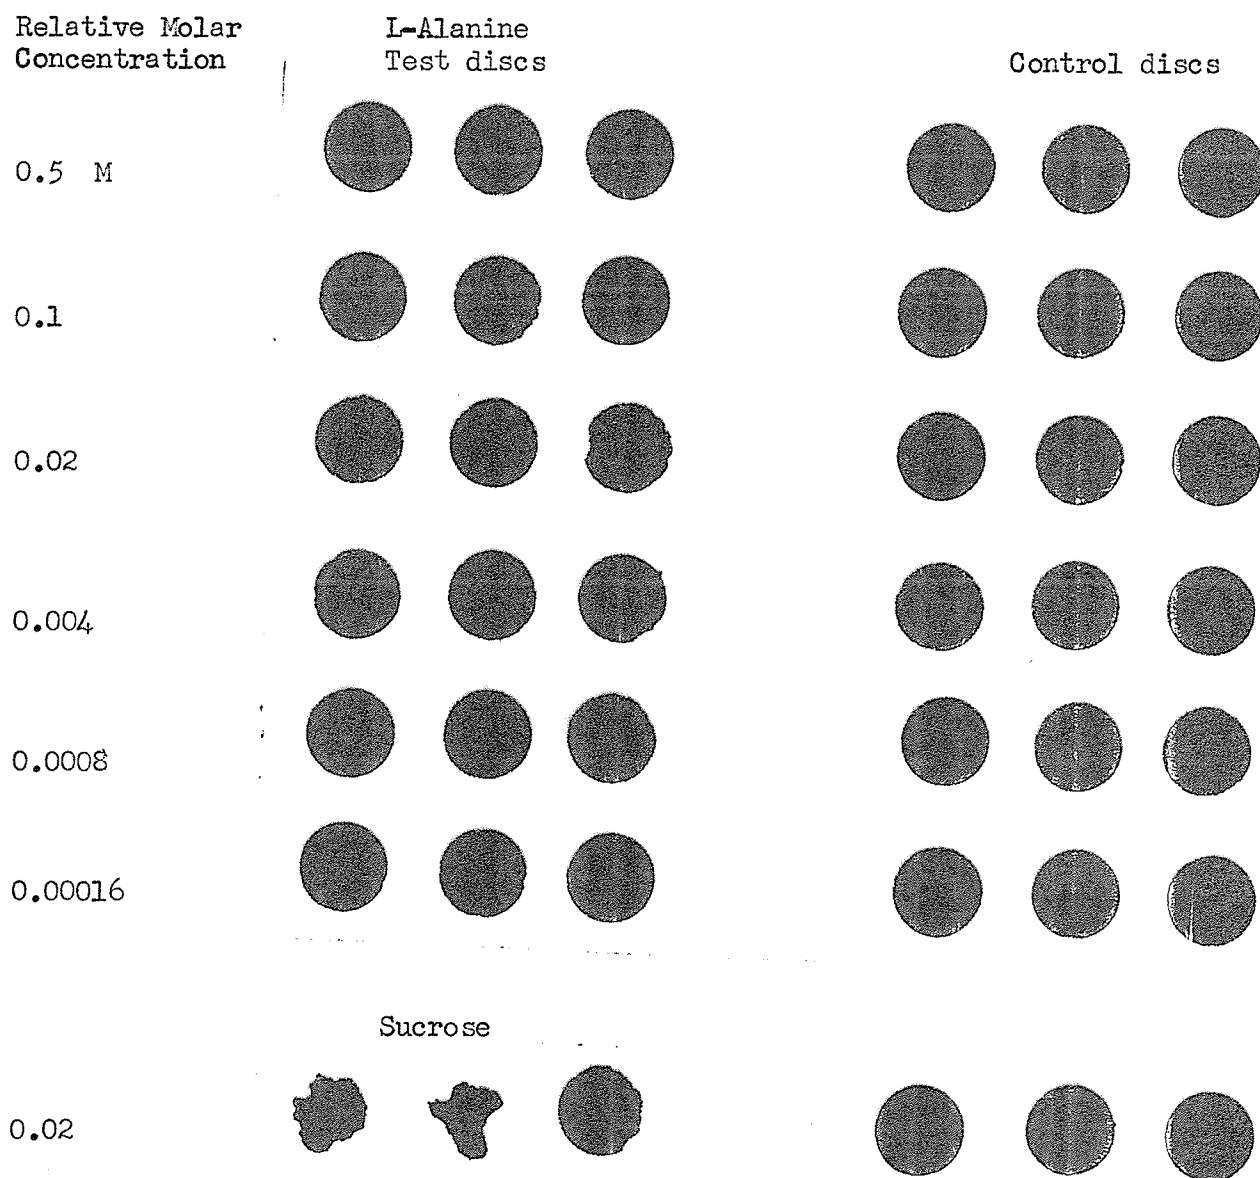 Relative Molar
Concentration
L-Alanine
Test discs
Control discs
0.5 M
0.1
0.02
0.004
0.0008
0.00016
Sucrose
0.02